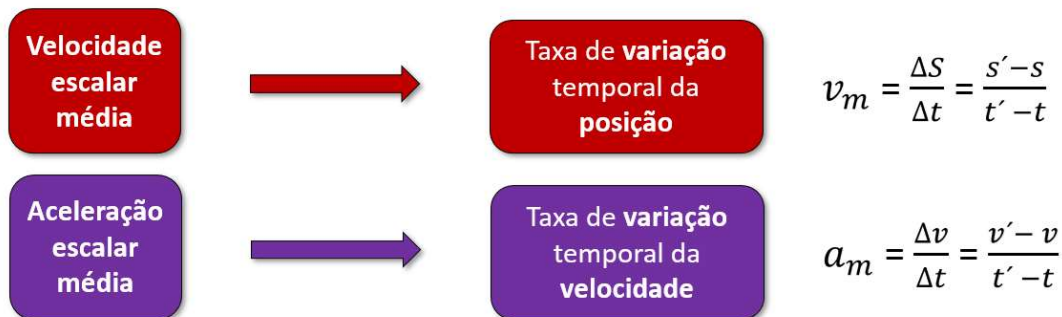 Velocidade
escalar
média
Taxa de variação
temporal da
posição
v_m = ΔS/Δt = s´−s/t´−t
Aceleração
escalar
média
Taxa de variação
temporal da
velocidade
a_m = Δv/Δt = v´− v/t´−t